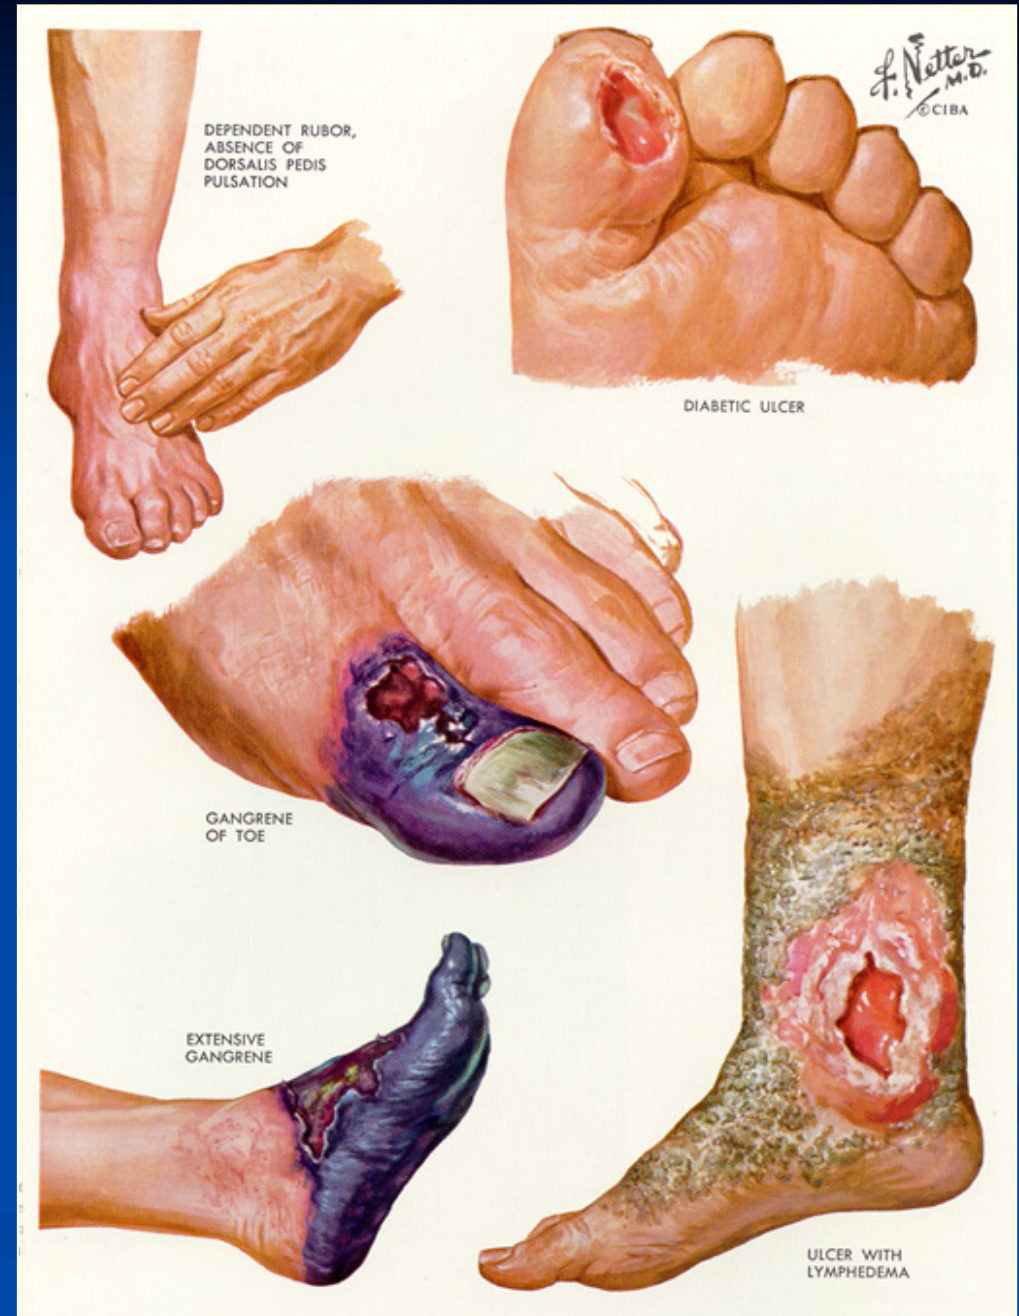 DEPENDENT RUBOR,
ABSENCE OF
DORSALIS PEDIS
PULSATION
F. Netter
M.D.
©CIBA
DIABETIC ULCER
GANGRENE
OF TOE
EXTENSIVE
GANGRENE
ULCER WITH
LYMPHEDEMA